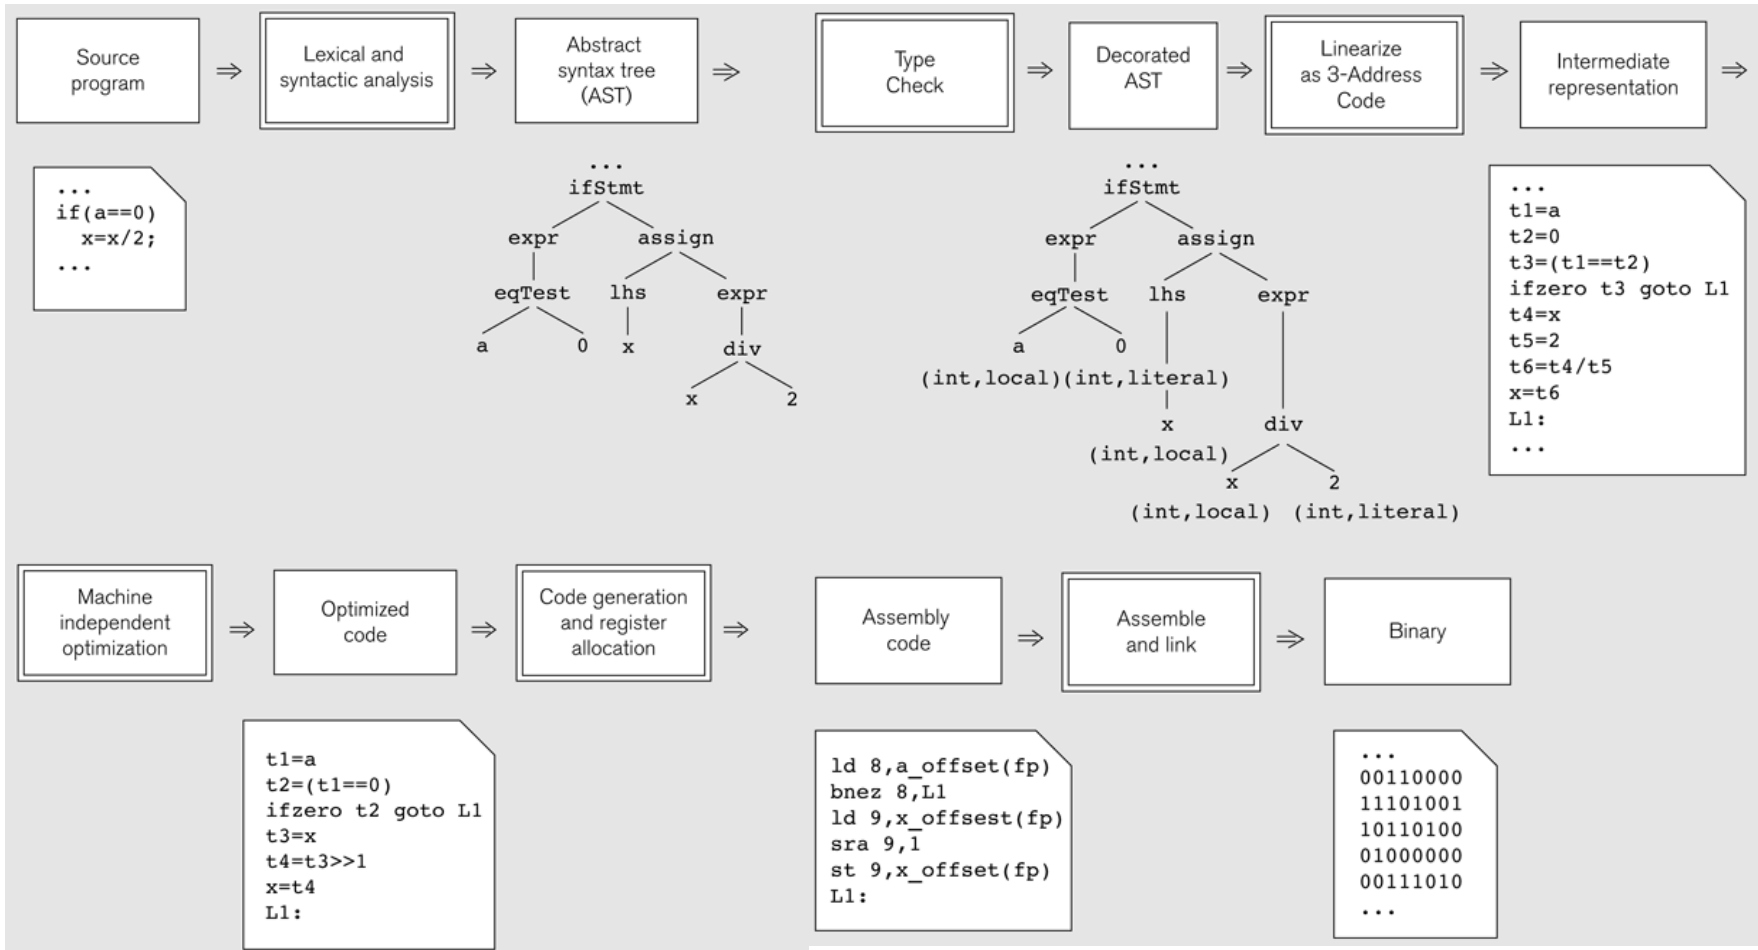 Source
program
⇒
Lexical and
syntactic analysis
⇒
Abstract
syntax tree
(AST)
⇒
Type
Check
⇒
Decorated
AST
⇒
Linearize
as 3-Address
Code
⇒
Intermediate
representation
⇒
...
if(a==0)
x=x/2;
...
...
ifStmt
expr assign
eqTest lhs expr
a 0 x div
x 2
...
ifStmt
expr assign
eqTest lhs expr
a 0
(int,local)(int,literal)
x div
(int,local)
x 2
(int,local) (int,literal)
...
t1=a
t2=0
t3=(t1==t2)
ifzero t3 goto L1
t4=x
t5=2
t6=t4/t5
x=t6
L1:
...
Machine
independent
optimization
⇒
Optimized
code
⇒
Code generation
and register
allocation
⇒
Assembly
code
⇒
Assemble
and link
⇒
Binary
t1=a
t2=(t1==0)
ifzero t2 goto L1
t3=x
t4=t3>>1
x=t4
L1:
ld 8,a_offset(fp)
bnez 8,L1
ld 9,x_offsest(fp)
sra 9,1
st 9,x_offset(fp)
L1:
...
00110000
11101001
10110100
01000000
00111010
...